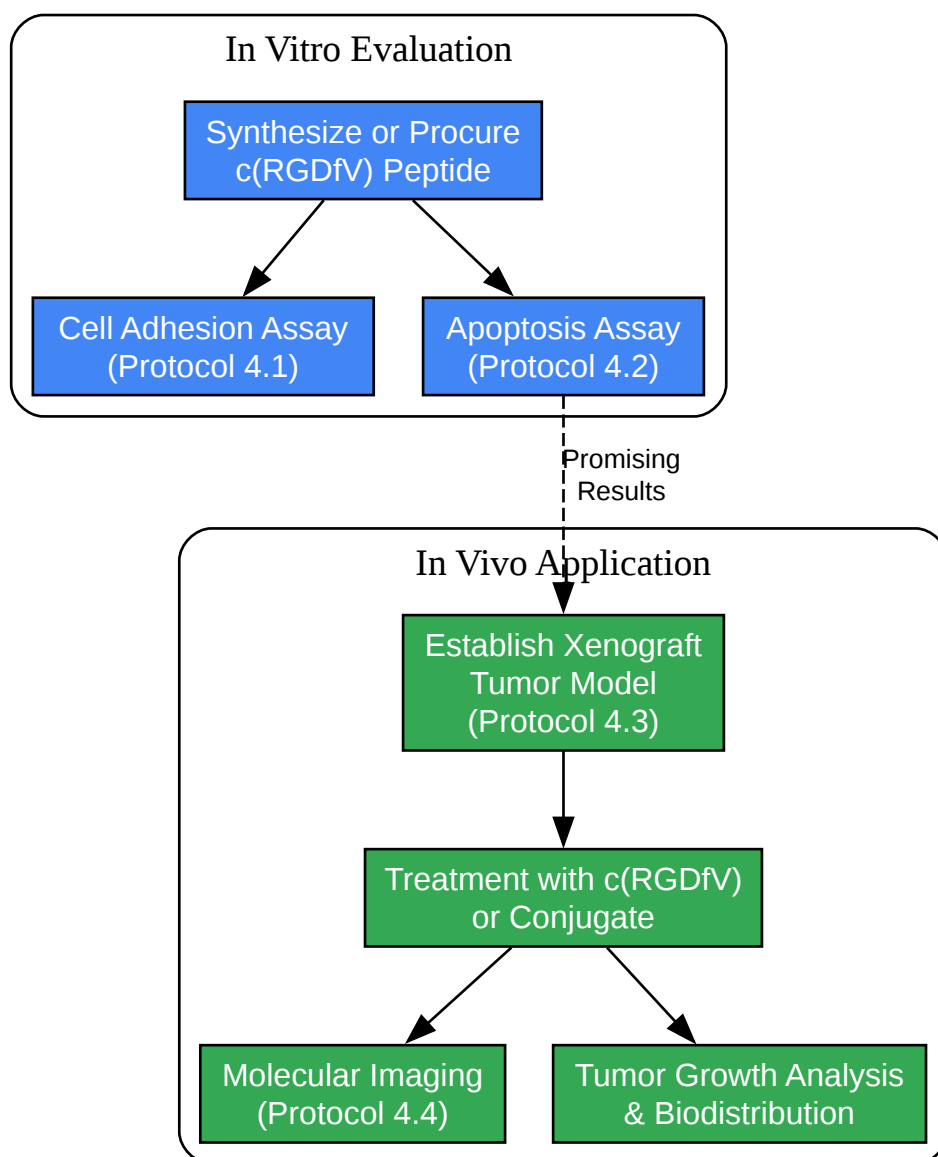 In Vitro Evaluation
Synthesize or Procure
c(RGDfV) Peptide
Cell Adhesion Assay
(Protocol 4.1)
Apoptosis Assay
(Protocol 4.2)
Promising
Results
In Vivo Application
Establish Xenograft
Tumor Model
(Protocol 4.3)
Treatment with c(RGDfV)
or Conjugate
Molecular Imaging
(Protocol 4.4)
Tumor Growth Analysis
& Biodistribution